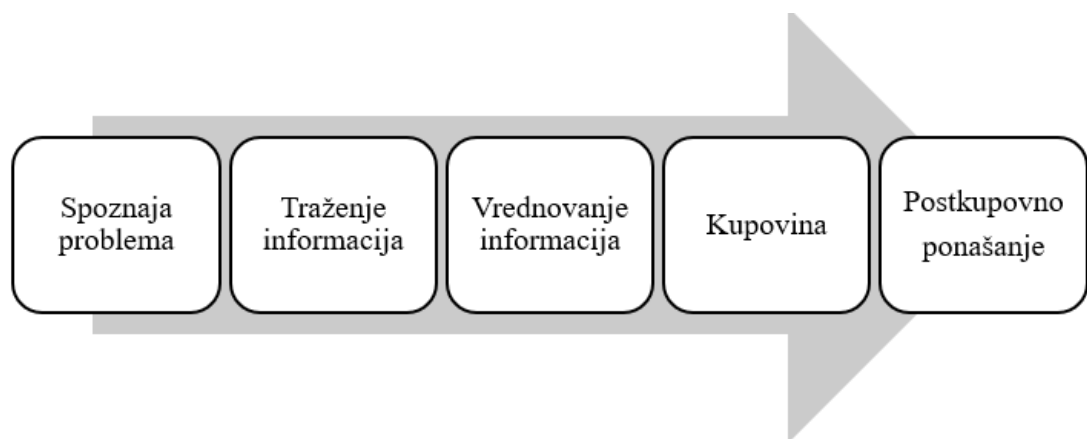 Spoznaja
problema
Traženje
informacija
Vrednovanje
informacija
Kupovina
Postkupovno
ponašanje